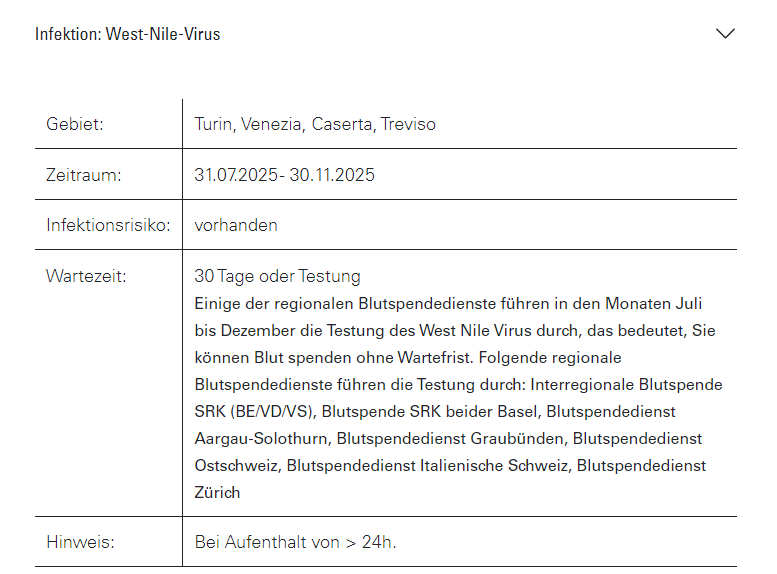 Infektion: West-Nile-Virus
Gebiet: Turin, Venezia, Caserta, Treviso
Zeitraum: 31.07.2025- 30.11.2025
Infektionsrisiko: vorhanden
Wartezeit: 30 Tage oder Testung
Einige der regionalen Blutspendedienste führen in den Monaten Juli
bis Dezember die Testung des West Nile Virus durch, das bedeutet, Sie
können Blut spenden ohne Wartefrist. Folgende regionale
Blutspendedienste führen die Testung durch: Interregionale Blutspende
SRK (BE/VD/VS), Blutspende SRK beider Basel, Blutspendedienst
Aargau-Solothurn, Blutspendedienst Graubünden, Blutspendedienst
Ostschweiz, Blutspendedienst Italienische Schweiz, Blutspendedienst
Zürich
Hinweis: Bei Aufenthalt von > 24h.